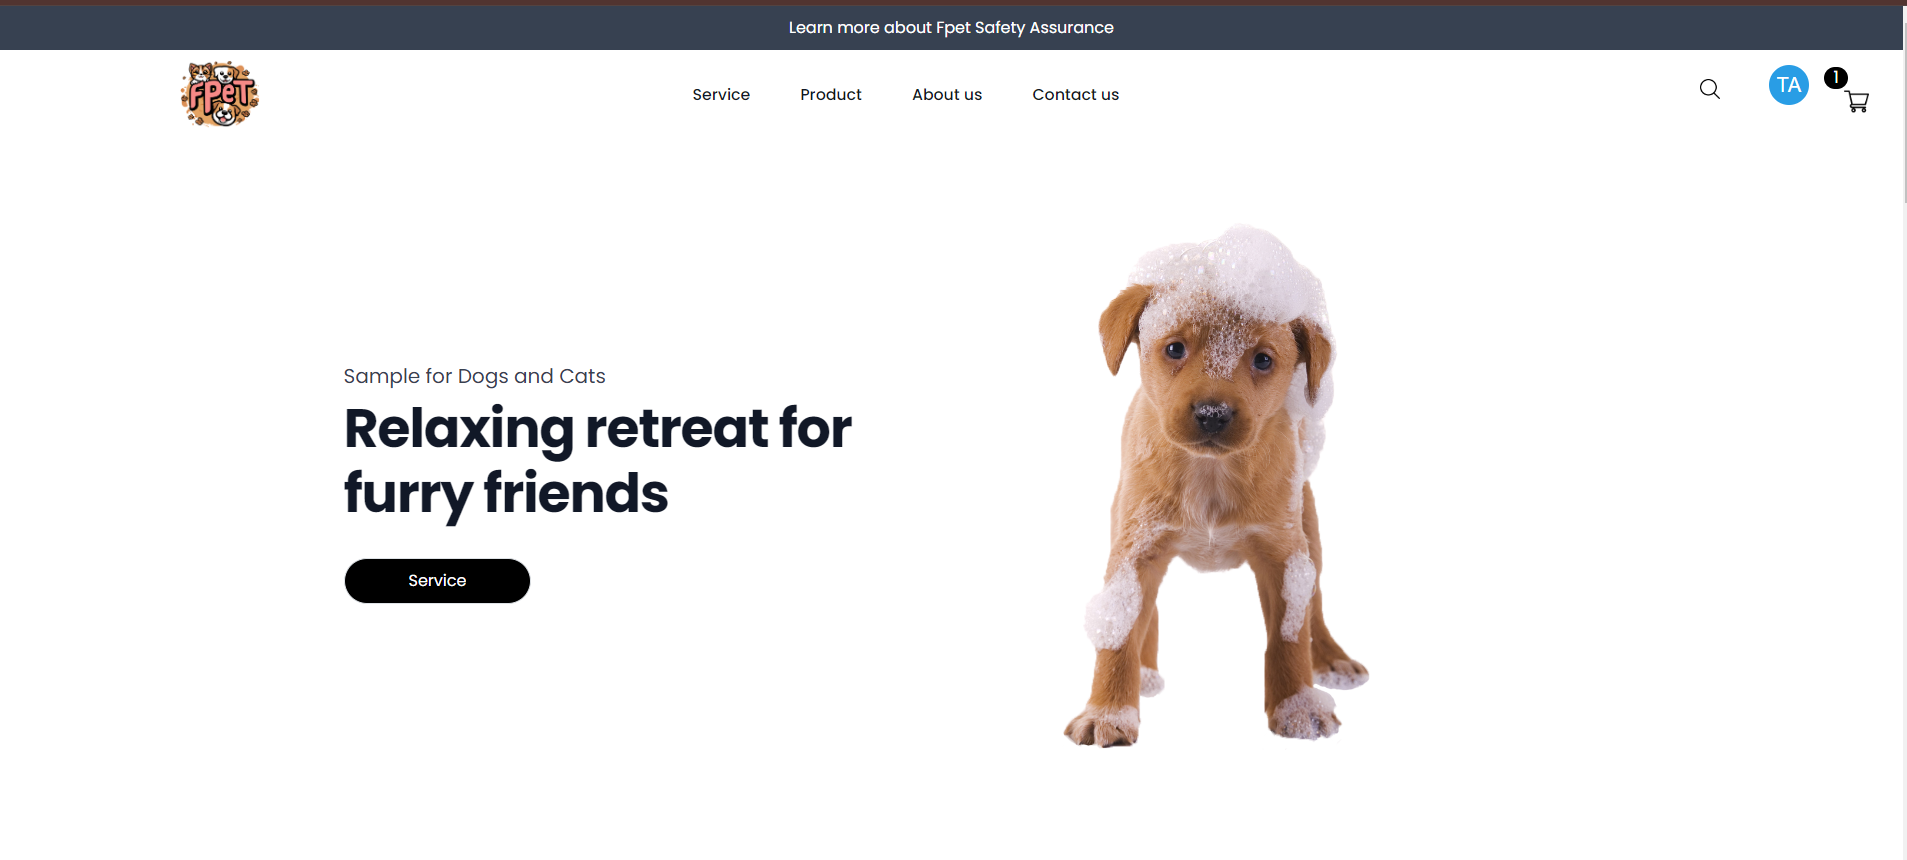 Learn more about Fpet Safety Assurance
FPeT
Service
Product
About us
Contact us
TA
1
Sample for Dogs and Cats
Relaxing retreat for
furry friends
Service